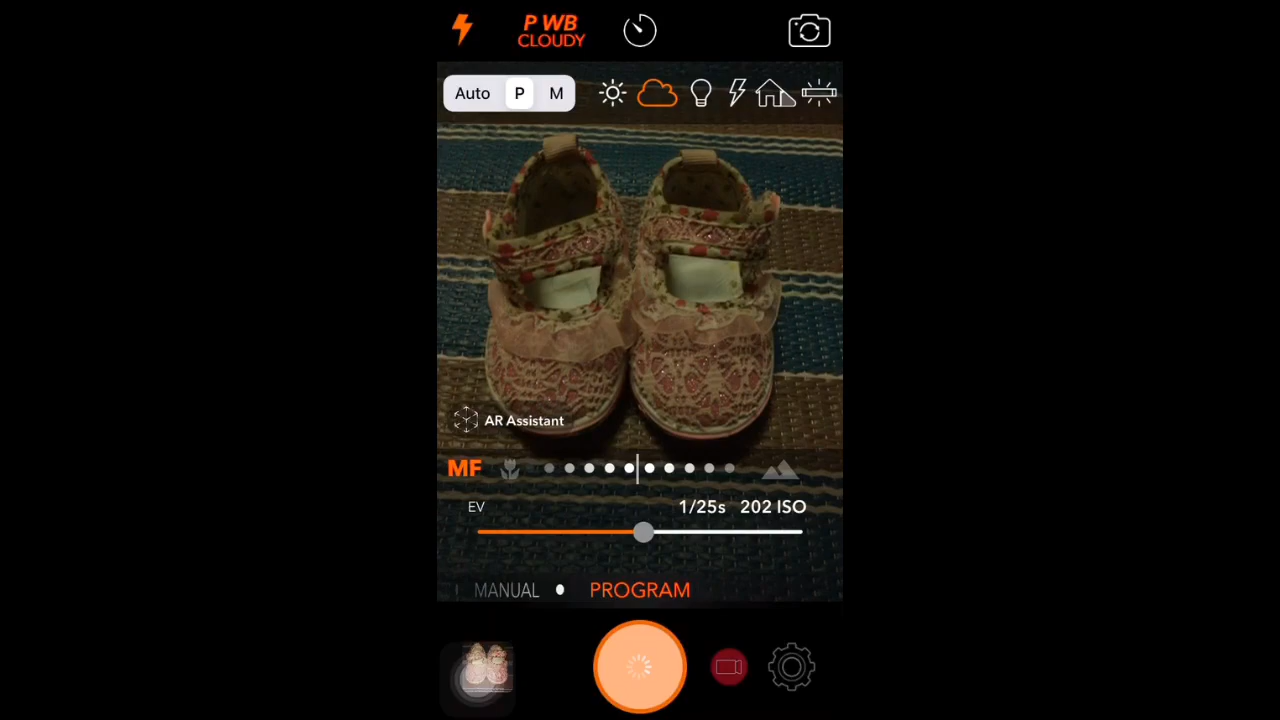 P WB
CLOUDY
Auto P M
AR Assistant
MF
EV 1/25s 202 ISO
MANUAL PROGRAM